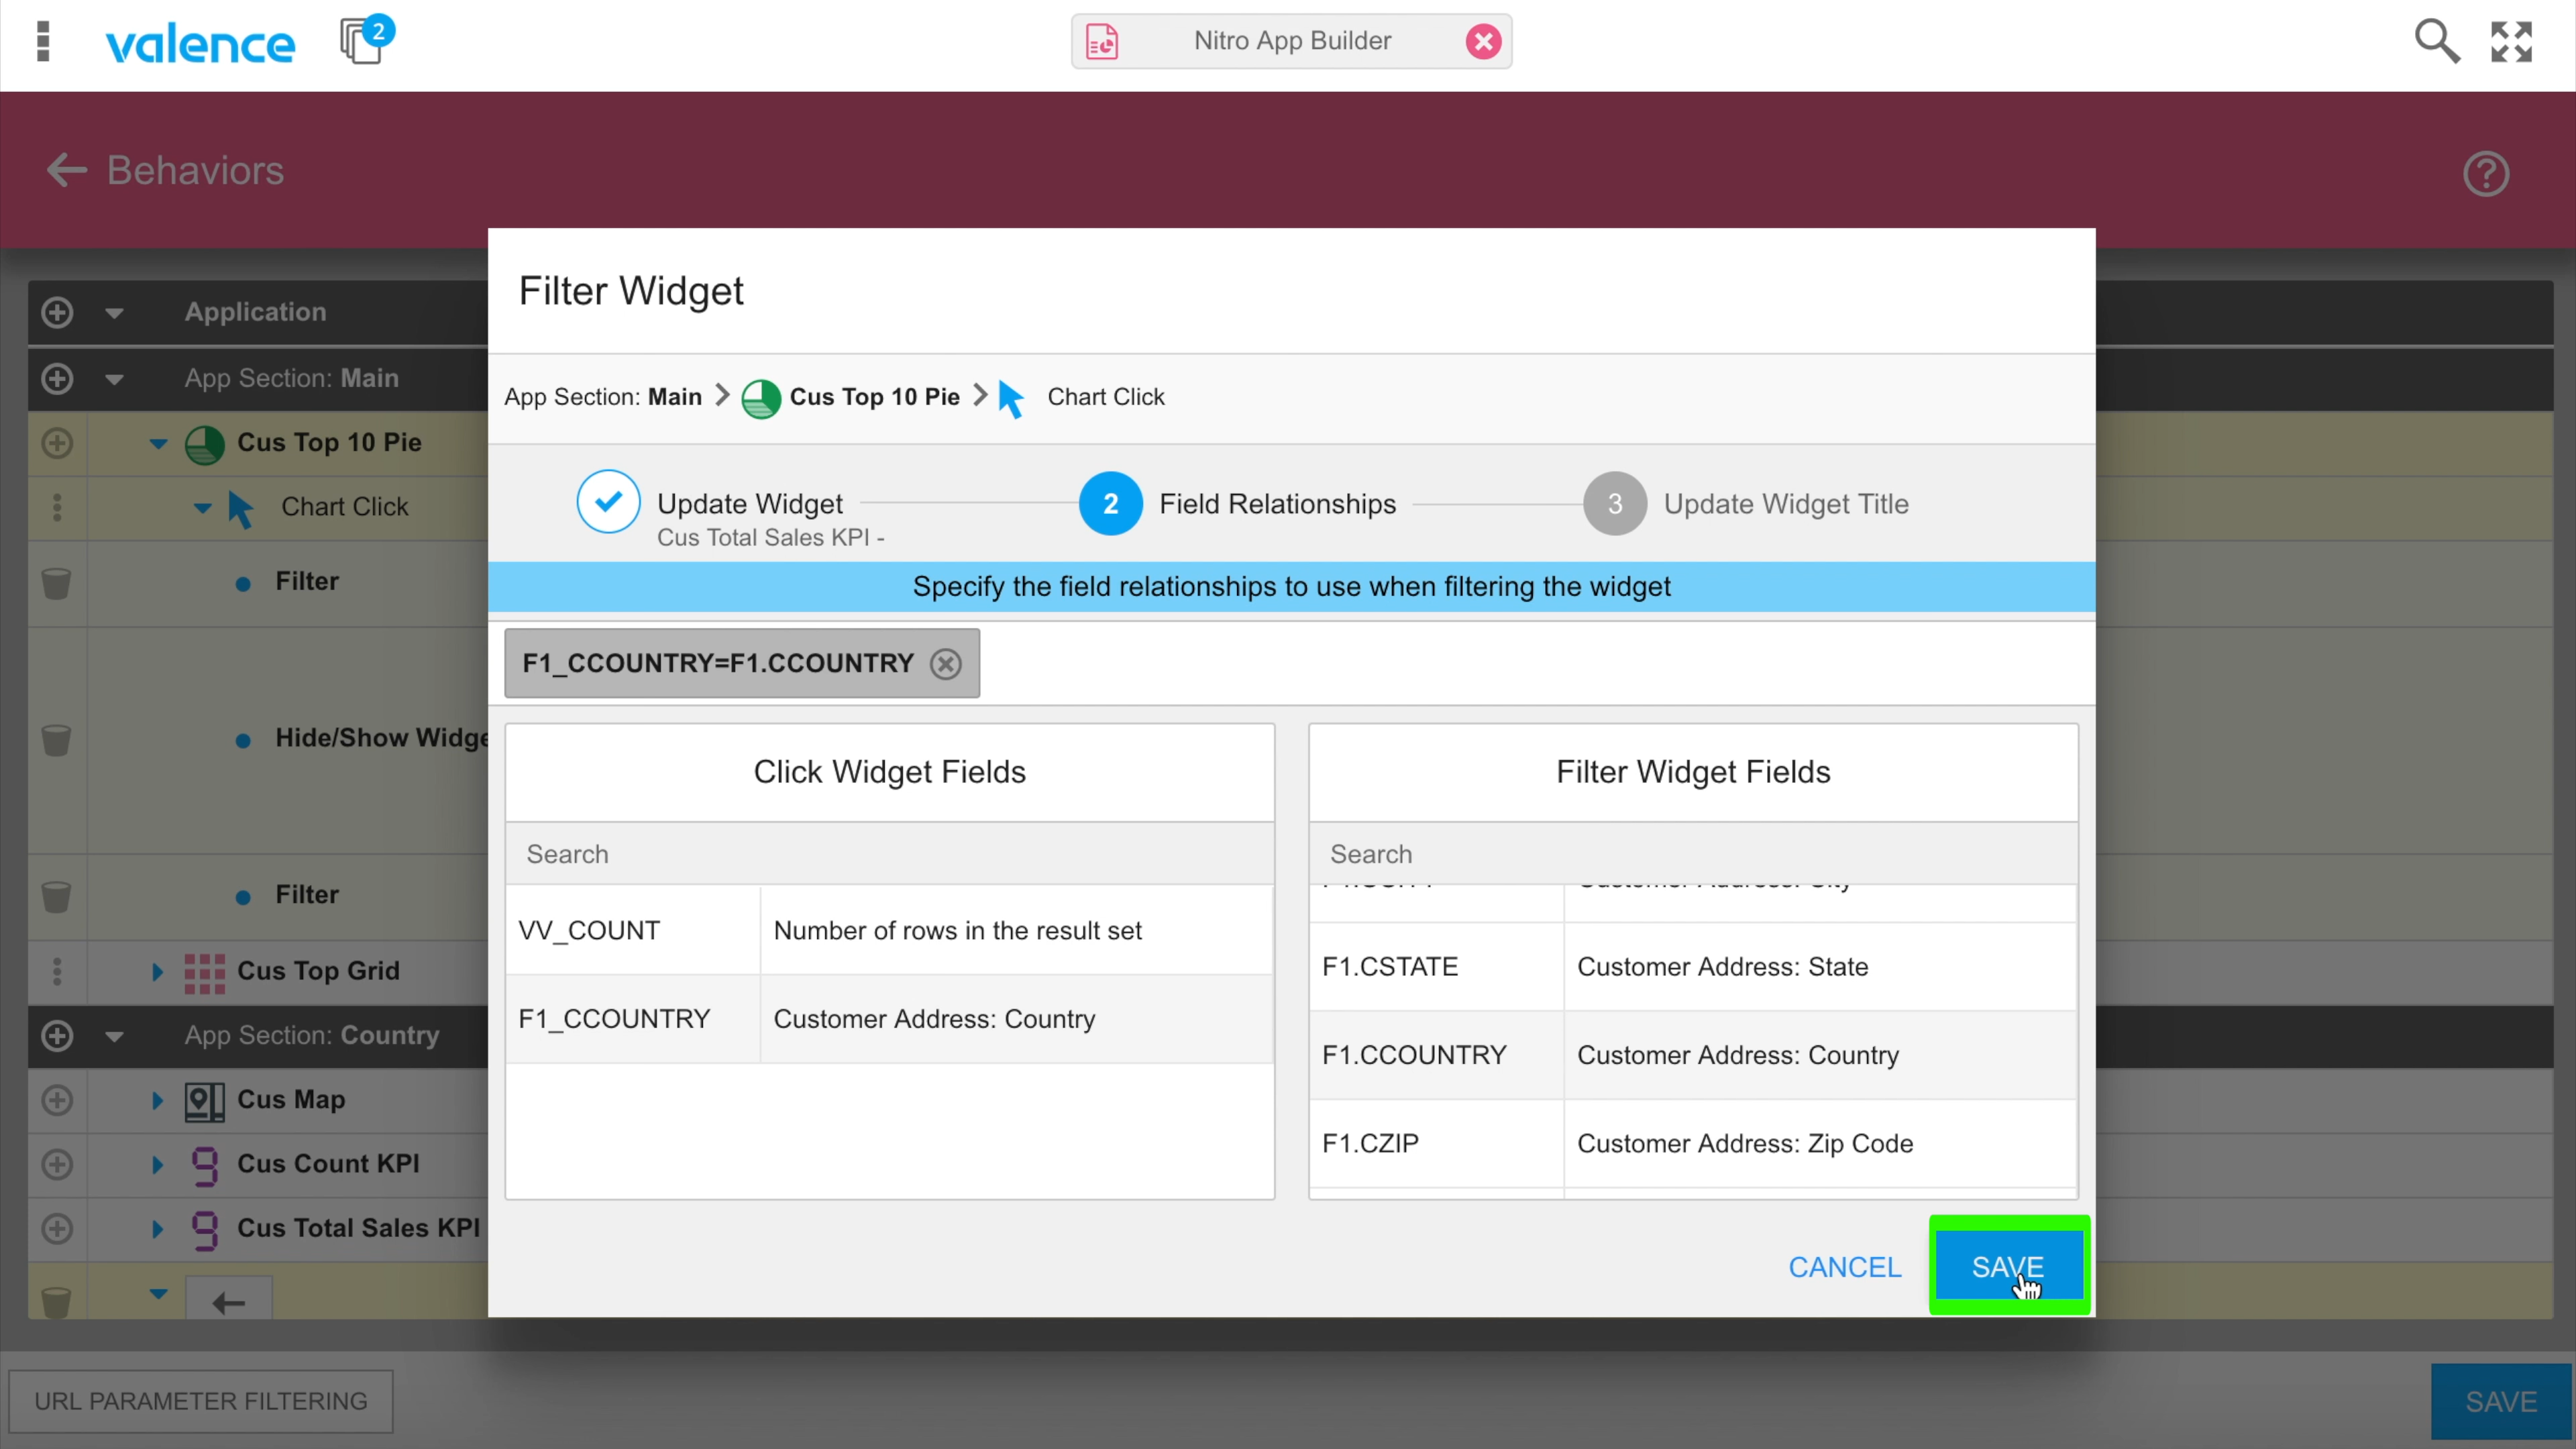 valence
2
Nitro App Builder
Behaviors
Application
App Section: Main
Cus Top 10 Pie
Chart Click
Filter
Hide/Show Widge
Filter
Cus Top Grid
App Section: Country
Cus Map
9 Cus Count KPI
9 Cus Total Sales KPI
Filter Widget
App Section: Main > Cus Top 10 Pie > Chart Click
Update Widget
Cus Total Sales KPI -
2 Field Relationships
3 Update Widget Title
Specify the field relationships to use when filtering the widget
F1_CCOUNTRY=F1.CCOUNTRY
Click Widget Fields
Search
VV_COUNT Number of rows in the result set
F1_CCOUNTRY Customer Address: Country
Filter Widget Fields
Search
Customer Address: City
F1.CSTATE Customer Address: State
F1.CCOUNTRY Customer Address: Country
F1.CZIP Customer Address: Zip Code
CANCEL
SAVE
URL PARAMETER FILTERING
SAVE